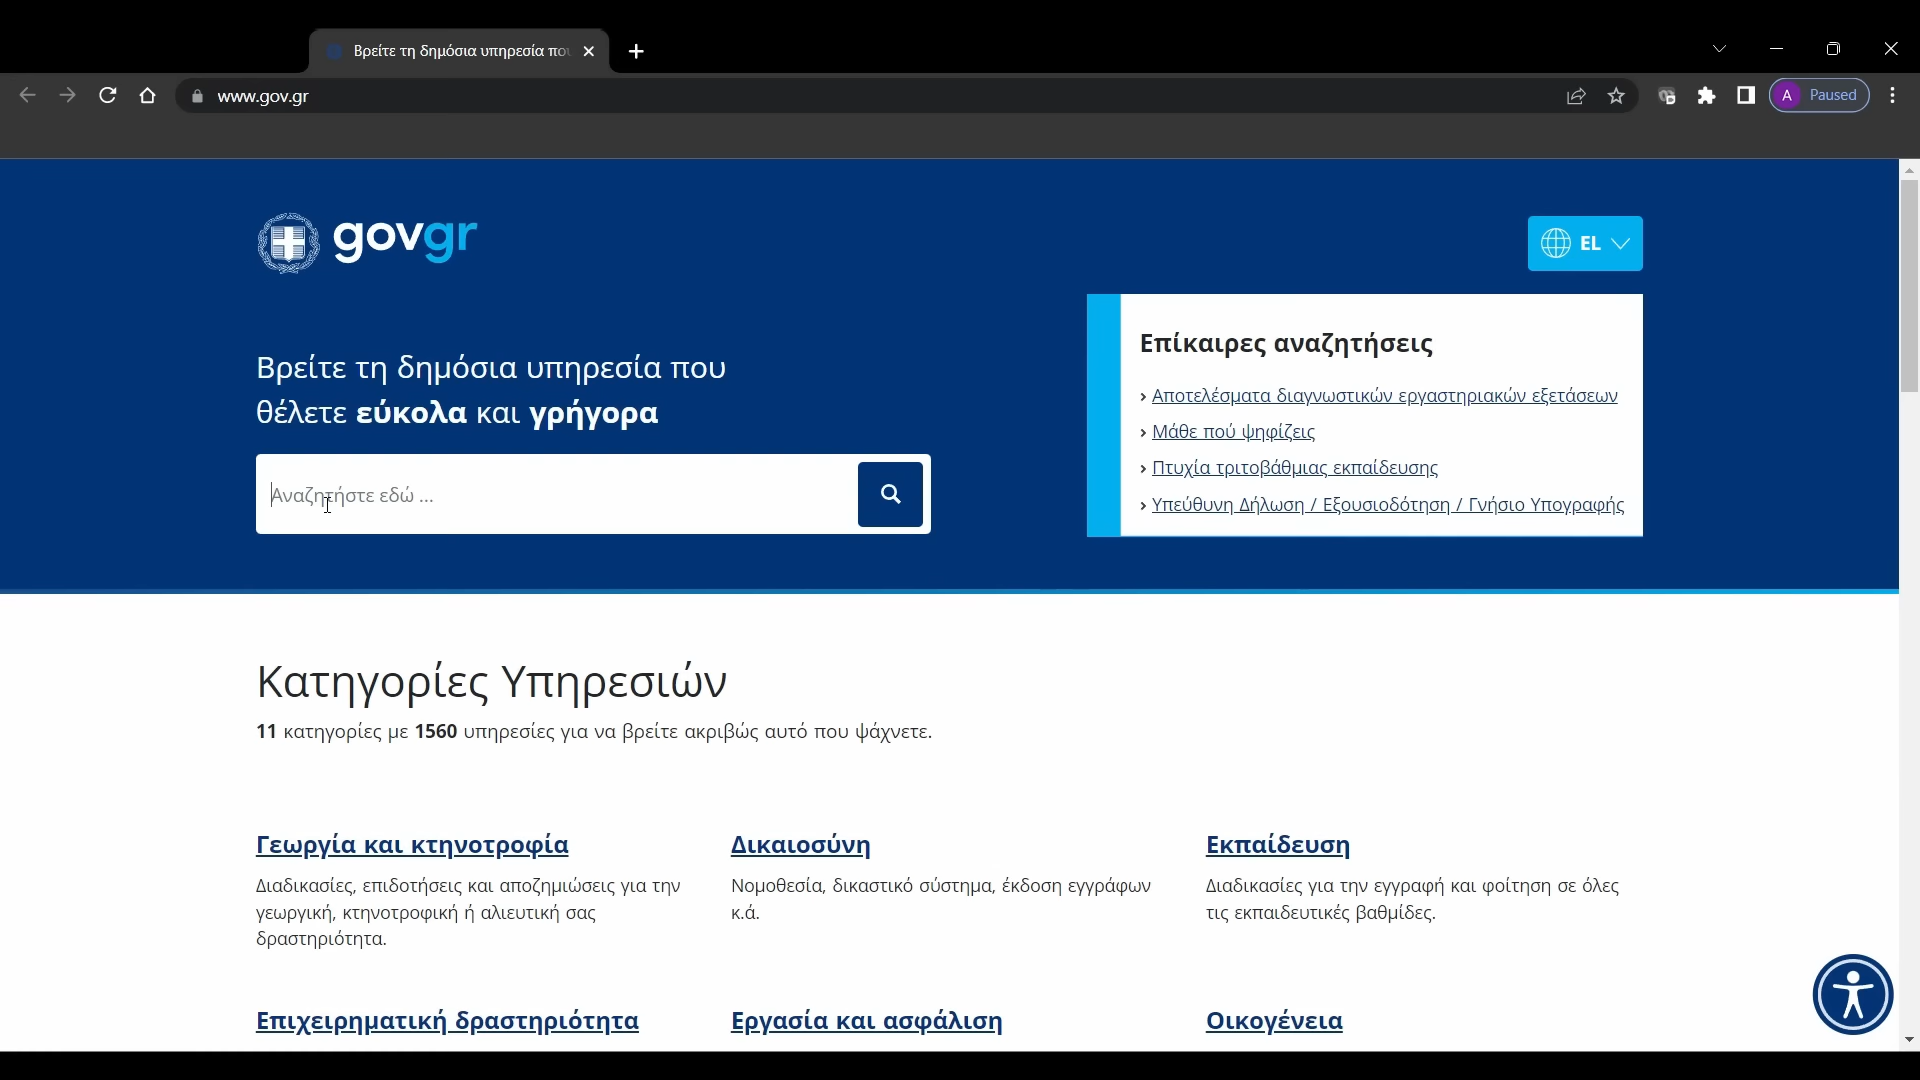 Βρείτε τη δημόσια υπηρεσία που
www.gov.gr
A Paused
govgr
EL
Βρείτε τη δημόσια υπηρεσία που
θέλετε εύκολα και γρήγορα
Αναζητήστε εδώ ...
Επίκαιρες αναζητήσεις
› Αποτελέσματα διαγνωστικών εργαστηριακών εξετάσεων
› Μάθε πού ψηφίζεις
› Πτυχία τριτοβάθμιας εκπαίδευσης
› Υπεύθυνη Δήλωση / Εξουσιοδότηση / Γνήσιο Υπογραφής
Κατηγορίες Υπηρεσιών
11 κατηγορίες με 1560 υπηρεσίες για να βρείτε ακριβώς αυτό που ψάχνετε.
Γεωργία και κτηνοτροφία
Διαδικασίες, επιδοτήσεις και αποζημιώσεις για την
γεωργική, κτηνοτροφική ή αλιευτική σας
δραστηριότητα.
Δικαιοσύνη
Νομοθεσία, δικαστικό σύστημα, έκδοση εγγράφων
κ.ά.
Εκπαίδευση
Διαδικασίες για την εγγραφή και φοίτηση σε όλες
τις εκπαιδευτικές βαθμίδες.
Επιχειρηματική δραστηριότητα
Εργασία και ασφάλιση
Οικογένεια